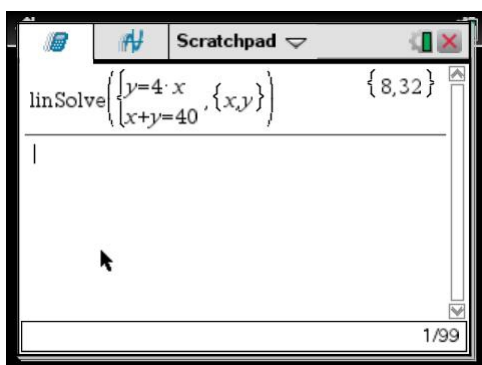 Scratchpad
linSolve({y=4·x
x+y=40,{x,y}) {8,32}
1/99